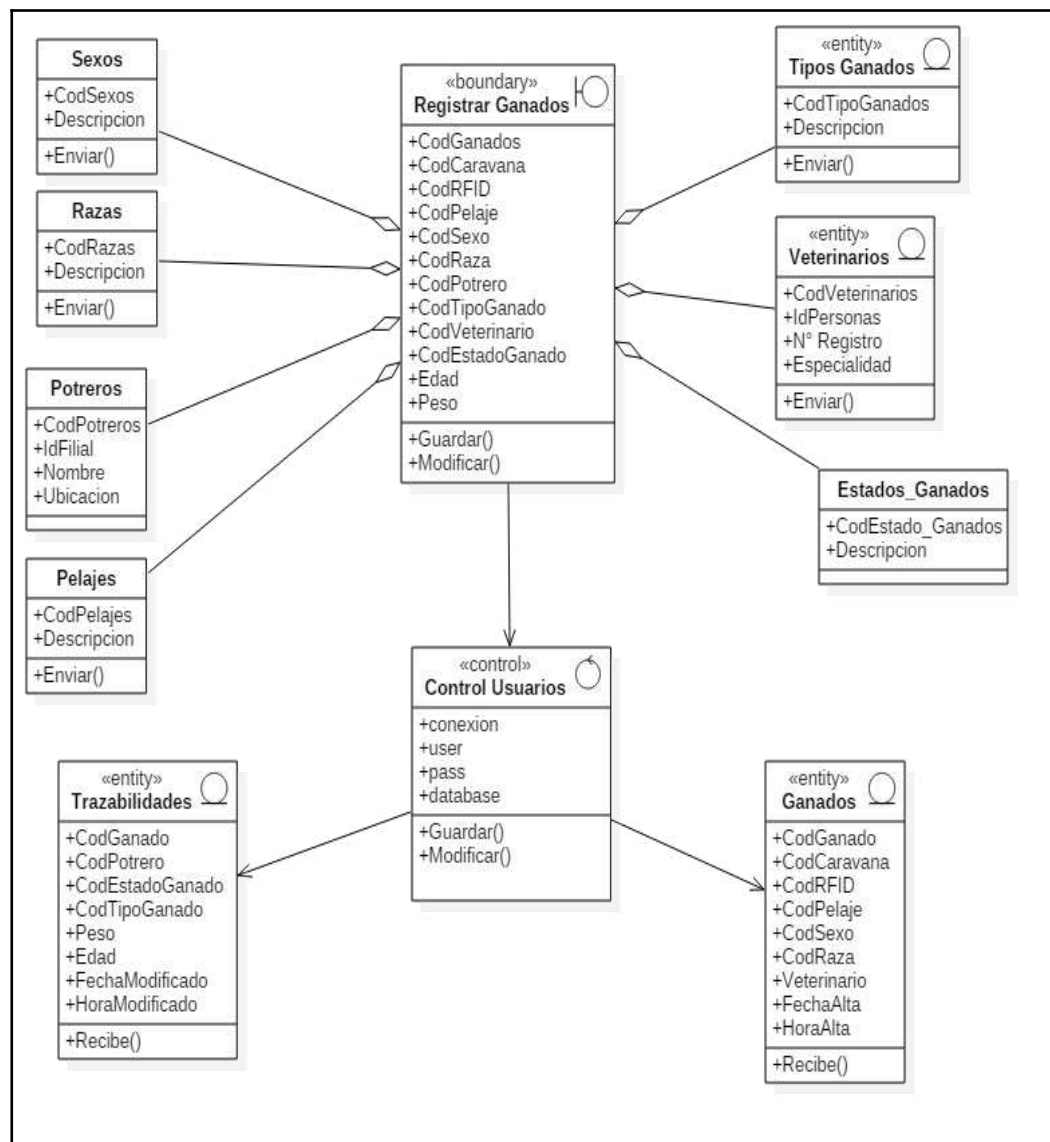 Sexos
+CodSexos
+Descripcion
+Enviar()
Razas
+CodRazas
+Descripcion
+Enviar()
Potreros
+CodPotreros
+IdFilial
+Nombre
+Ubicacion
Pelajes
+CodPelajes
+Descripcion
+Enviar()
«boundary»
Registrar Ganados
+CodGanados
+CodCaravana
+CodRFID
+CodPelaje
+CodSexo
+CodRaza
+CodPotrero
+CodTipoGanado
+CodVeterinario
+CodEstadoGanado
+Edad
+Peso
+Guardar()
+Modificar()
«entity»
Tipos Ganados
+CodTipoGanados
+Descripcion
+Enviar()
«entity»
Veterinarios
+CodVeterinarios
+IdPersonas
+N° Registro
+Especialidad
+Enviar()
Estados_Ganados
+CodEstado_Ganados
+Descripcion
«control»
Control Usuarios
+conexion
+user
+pass
+database
+Guardar()
+Modificar()
«entity»
Trazabilidades
+CodGanado
+CodPotrero
+CodEstadoGanado
+CodTipoGanado
+Peso
+Edad
+FechaModificado
+HoraModificado
+Recibe()
«entity»
Ganados
+CodGanado
+CodCaravana
+CodRFID
+CodPelaje
+CodSexo
+CodRaza
+Veterinario
+FechaAlta
+HoraAlta
+Recibe()